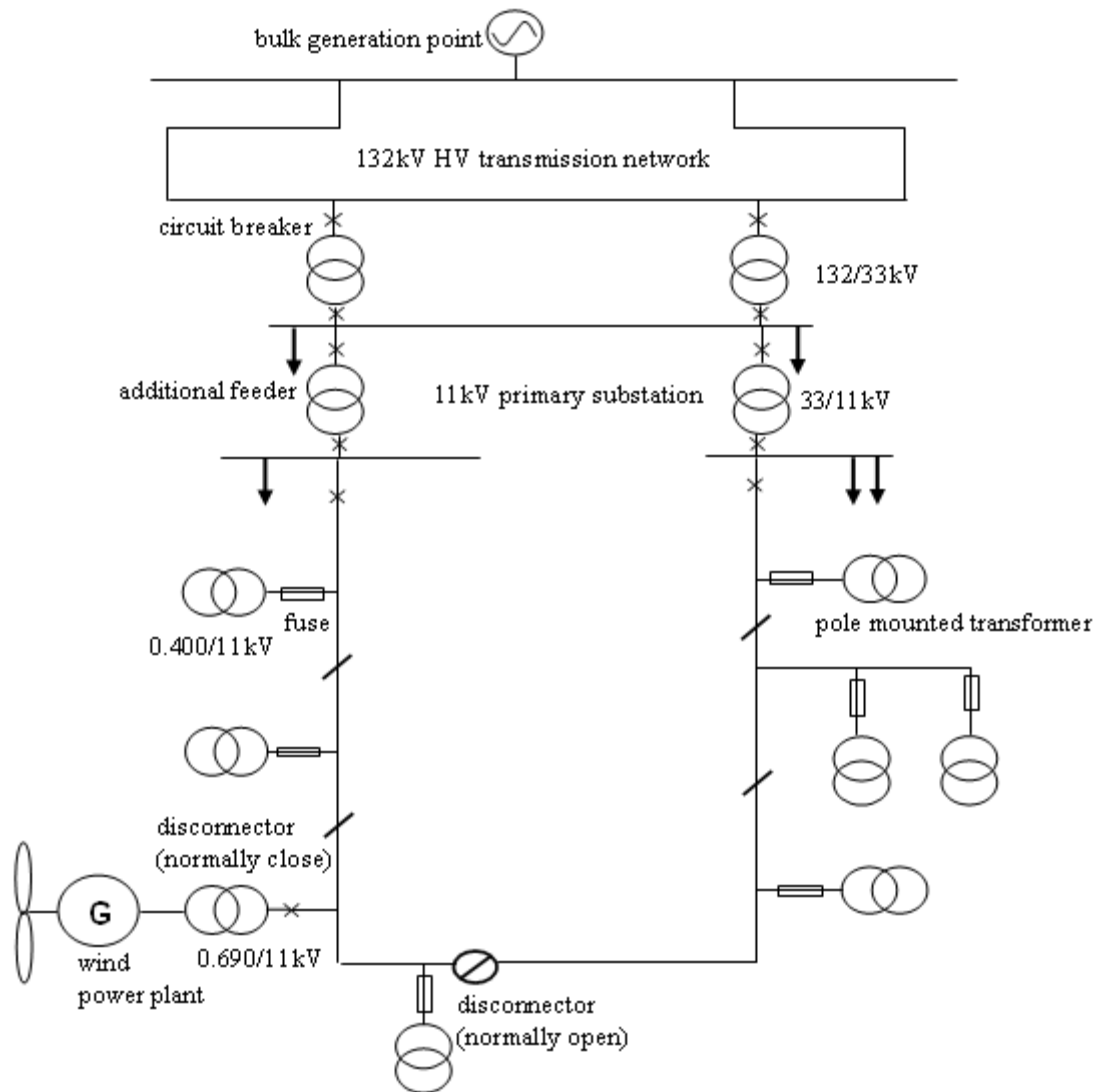 bulk generation point
132kV HV transmission network
circuit breaker
132/33kV
additional feeder
11kV primary substation
33/11kV
fuse
0.400/11kV
pole mounted transformer
disconnector
(normally close)
G
0.690/11kV
wind
power plant
disconnector
(normally open)